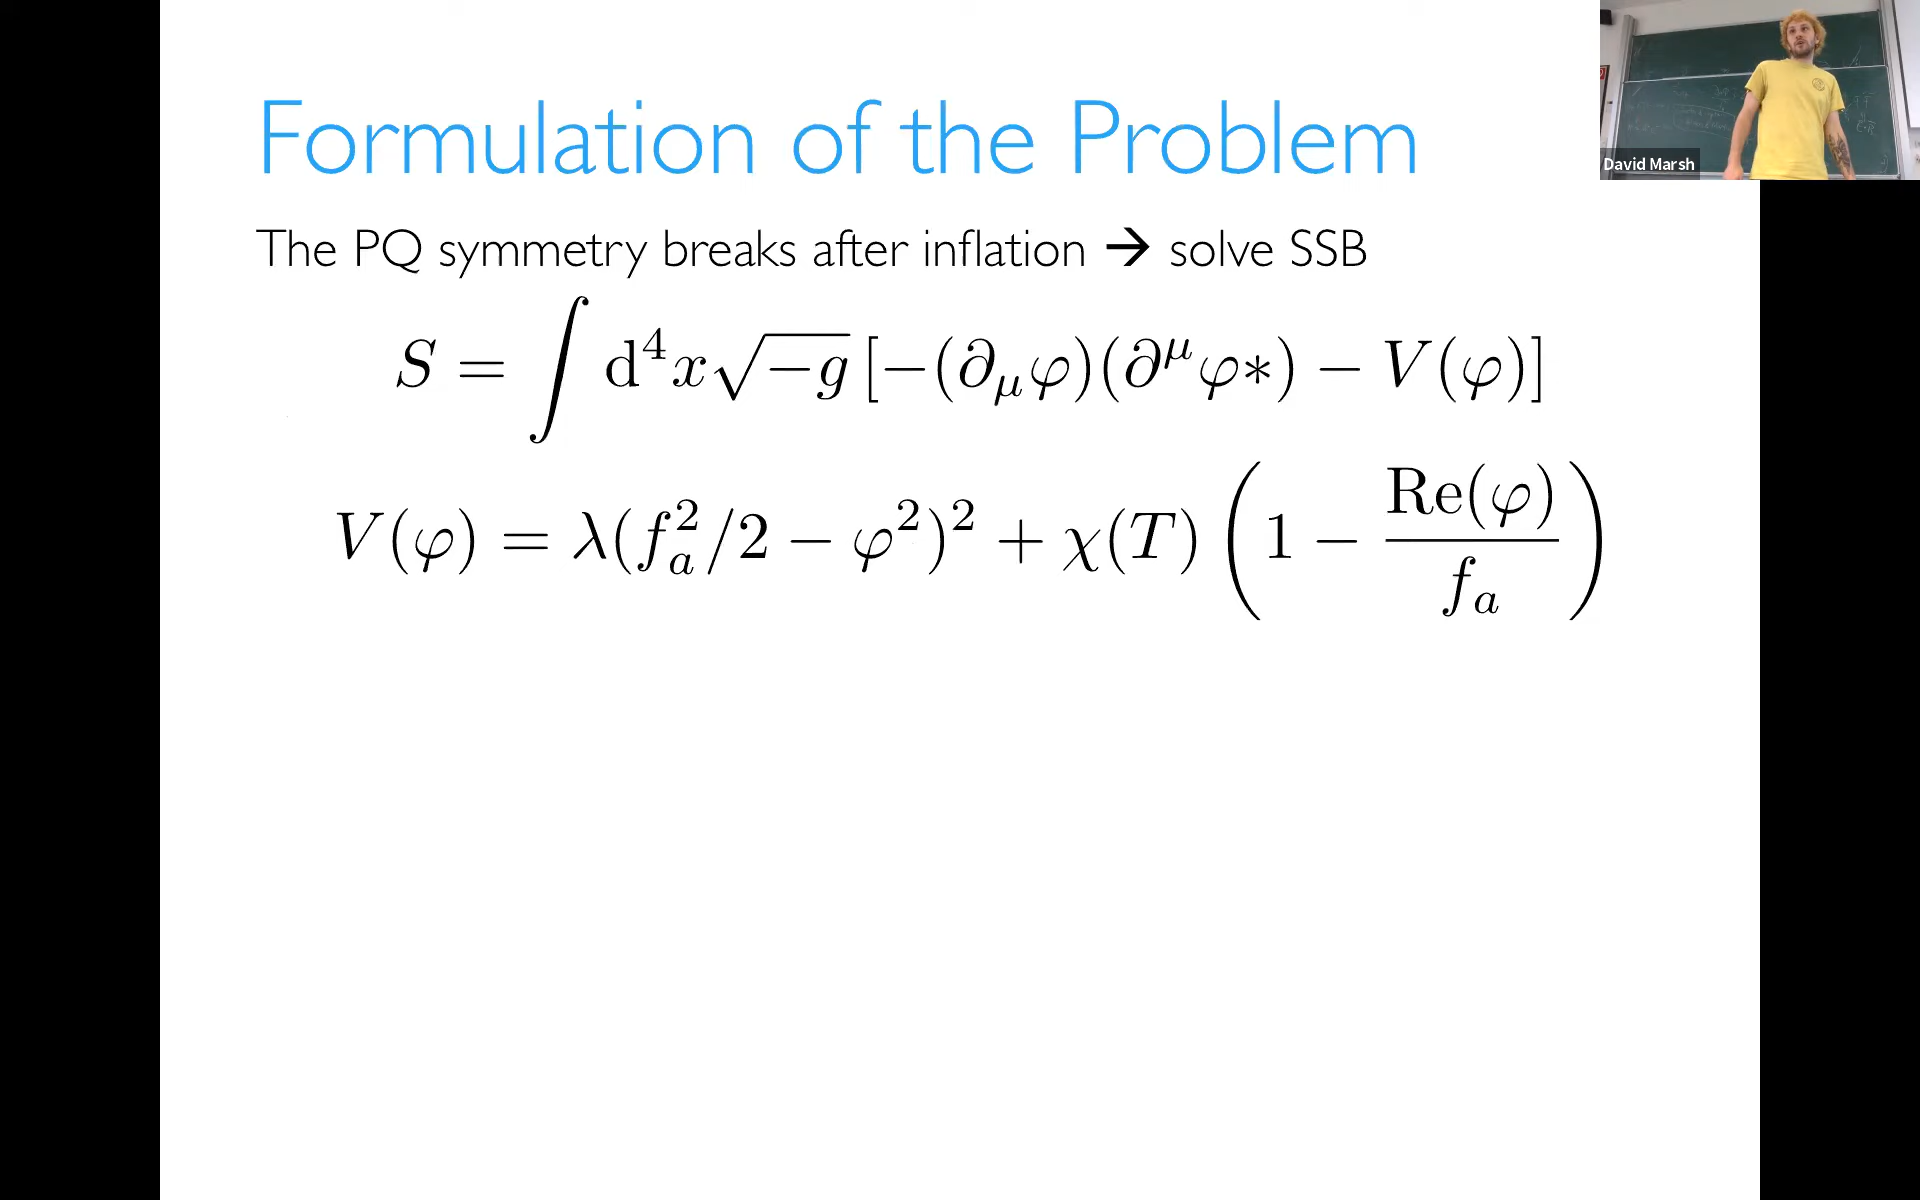 Formulation of the Problem
David Marsh
The PQ symmetry breaks after inflation → solve SSB
S = ∫ d⁴x √−g [−(∂_μ φ)(∂^μ φ∗) − V(φ)]
V(φ) = λ(f_a²/2 − φ²)² + χ(T) (1 − Re(φ)/f_a)